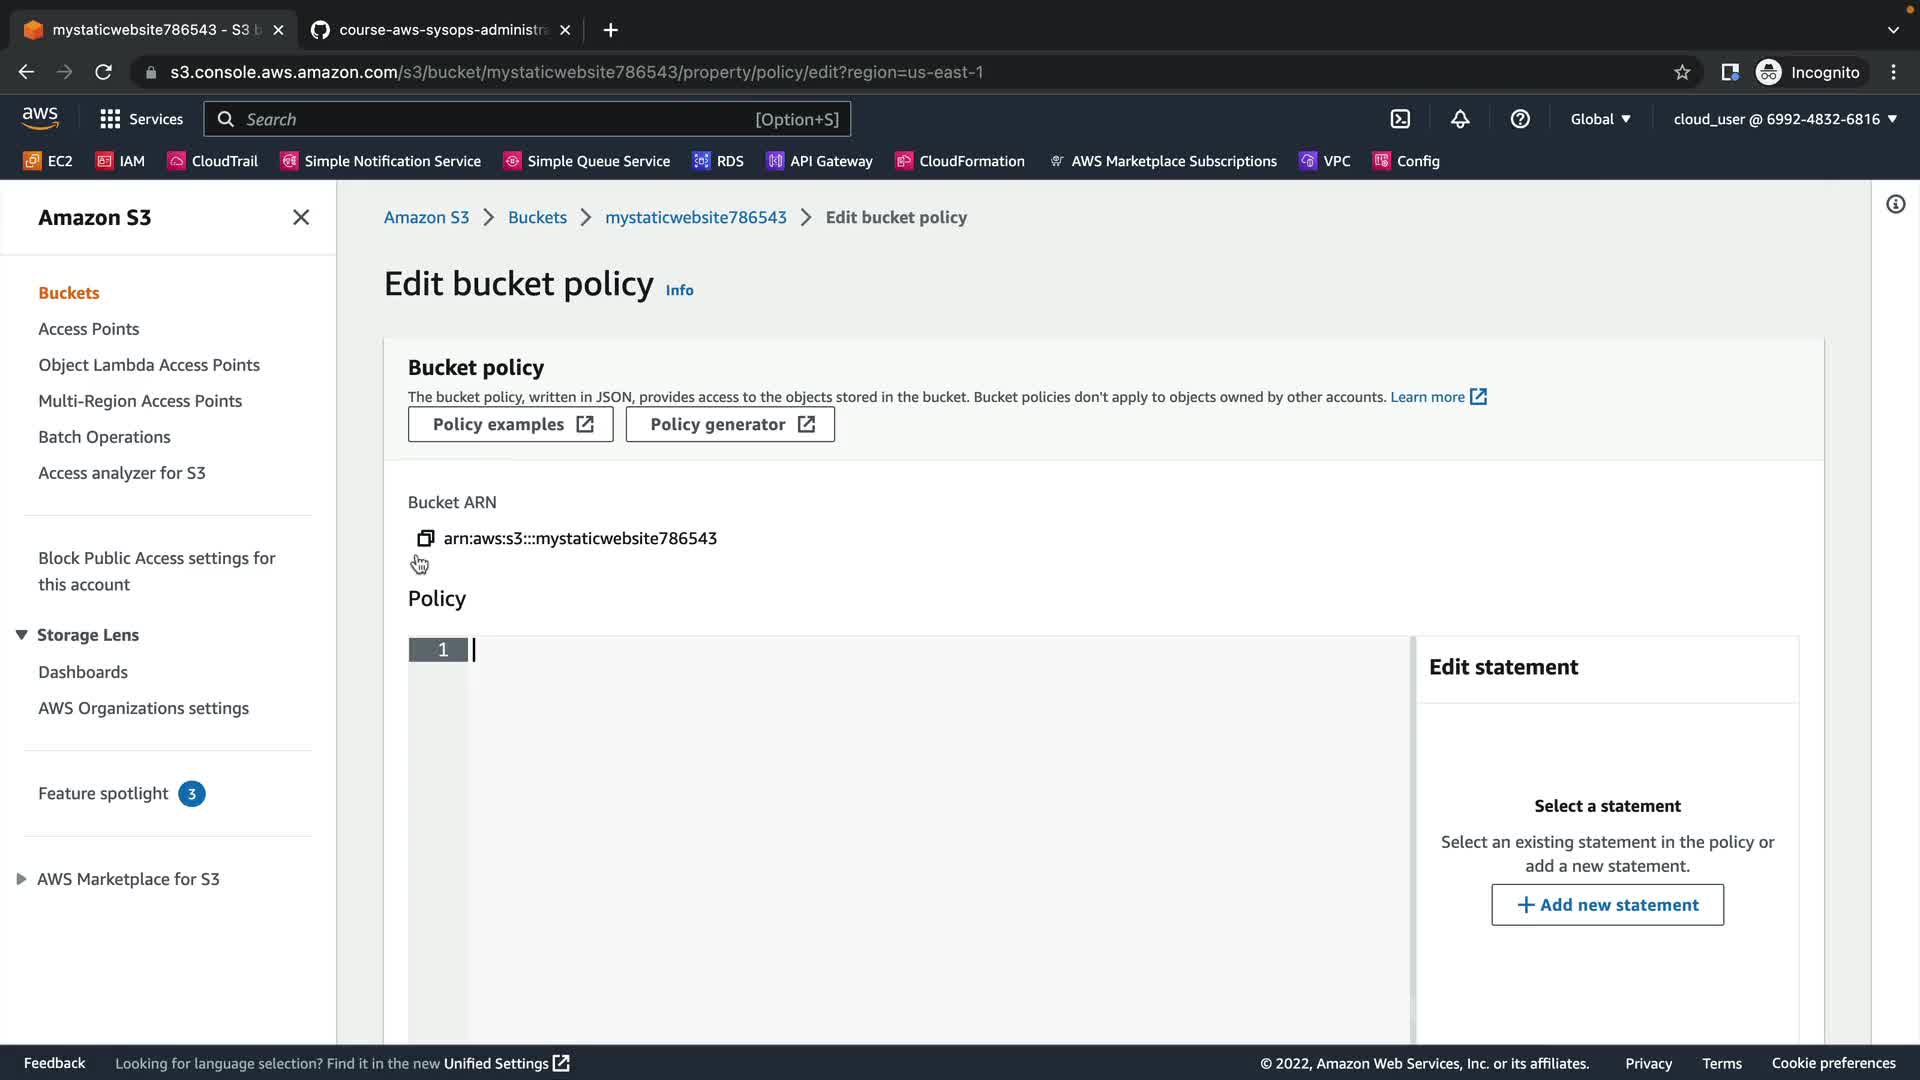 mystaticwebsite786543 - S3 b
course-aws-sysops-administra
s3.console.aws.amazon.com/s3/bucket/mystaticwebsite786543/property/policy/edit?region=us-east-1
Incognito
aws
Services
Search
[Option+S]
Global
cloud_user @ 6992-4832-6816
EC2
IAM
CloudTrail
Simple Notification Service
Simple Queue Service
RDS
API Gateway
CloudFormation
AWS Marketplace Subscriptions
VPC
Config
Amazon S3
Buckets
Access Points
Object Lambda Access Points
Multi-Region Access Points
Batch Operations
Access analyzer for S3
Block Public Access settings for
this account
Storage Lens
Dashboards
AWS Organizations settings
Feature spotlight 3
AWS Marketplace for S3
Amazon S3 > Buckets > mystaticwebsite786543 > Edit bucket policy
Edit bucket policy Info
Bucket policy
The bucket policy, written in JSON, provides access to the objects stored in the bucket. Bucket policies don't apply to objects owned by other accounts. Learn more
Policy examples
Policy generator
Bucket ARN
arn:aws:s3:::mystaticwebsite786543
Policy
1
Edit statement
Select a statement
Select an existing statement in the policy or
add a new statement.
+ Add new statement
Feedback
Looking for language selection? Find it in the new Unified Settings
© 2022, Amazon Web Services, Inc. or its affiliates.
Privacy
Terms
Cookie preferences